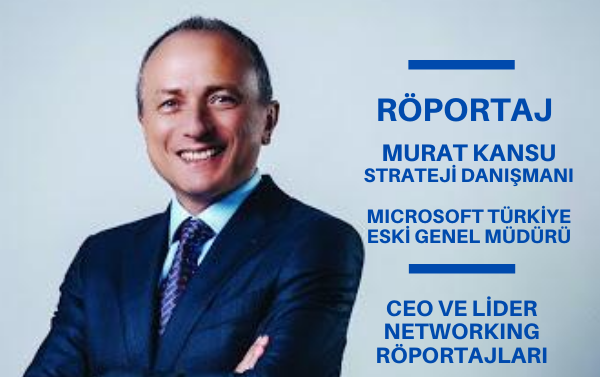 RÖPORTAJ
MURAT KANSU
STRATEJİ DANIŞMANI
MICROSOFT TÜRKİYE
ESKİ GENEL MÜDÜRÜ
CEO VE LİDER
NETWORKING
RÖPORTAJLARI